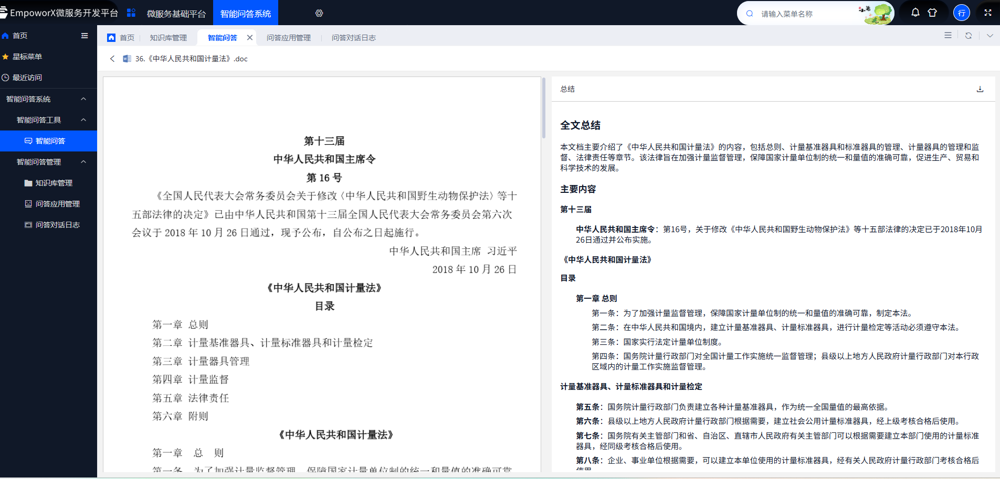 EmpoworX微服务开发平台
微服务基础平台
智能问答系统
请输入菜单名称
行
首页
星标菜单
最近访问
智能问答系统
智能问答工具
智能问答
智能问答管理
知识库管理
问答应用管理
问答对话日志
首页
知识库管理
智能问答
问答应用管理
问答对话日志
36.《中华人民共和国计量法》.doc
第十三届
中华人民共和国主席令
第 16 号
《全国人民代表大会常务委员会关于修改〈中华人民共和国野生动物保护法〉等十
五部法律的决定》已由中华人民共和国第十三届全国人民代表大会常务委员会第六次
会议于 2018 年 10 月 26 日通过，现予公布，自公布之日起施行。
中华人民共和国主席 习近平
2018 年 10 月 26 日
《中华人民共和国计量法》
目录
第一章 总则
第二章 计量基准器具、计量标准器具和计量检定
第三章 计量器具管理
第四章 计量监督
第五章 法律责任
第六章 附则
《中华人民共和国计量法》
第一章 总 则
第一条 为了加强计量监督管理，保障国家计量单位制的统一和量值的准确可靠
总结
全文总结
本文档主要介绍了《中华人民共和国计量法》的内容，包括总则、计量基准器具和标准器具的管理、计量器具的管理和监
督、法律责任等章节。该法律旨在加强计量监督管理，保障国家计量单位制的统一和量值的准确可靠，促进生产、贸易和
科学技术的发展。
主要内容
第十三届
中华人民共和国主席令：第16号，关于修改《中华人民共和国野生动物保护法》等十五部法律的决定已于2018年10月
26日通过并公布实施。
《中华人民共和国计量法》
目录
第一章 总则
第一条：为了加强计量监督管理，保障国家计量单位制的统一和量值的准确可靠，制定本法。
第二条：在中华人民共和国境内，建立计量基准器具、计量标准器具，进行计量检定等活动必须遵守本法。
第三条：国家实行法定计量单位制度。
第四条：国务院计量行政部门对全国计量工作实施统一监督管理；县级以上地方人民政府计量行政部门对本行政
区域内的计量工作实施监督管理。
计量基准器具、计量标准器具和计量检定
第五条：国务院计量行政部门负责建立各种计量基准器具，作为统一全国量值的最高依据。
第六条：县级以上地方人民政府计量行政部门根据需要，建立社会公用计量标准器具，经上级考核合格后使用。
第七条：国务院有关主管部门和省、自治区、直辖市人民政府有关主管部门可以根据需要建立本部门使用的计量标准
器具，经同级考核合格后使用。
第八条：企业、事业单位根据需要，可以建立本单位使用的计量标准器具，经有关人民政府计量行政部门考核合格后
使用。